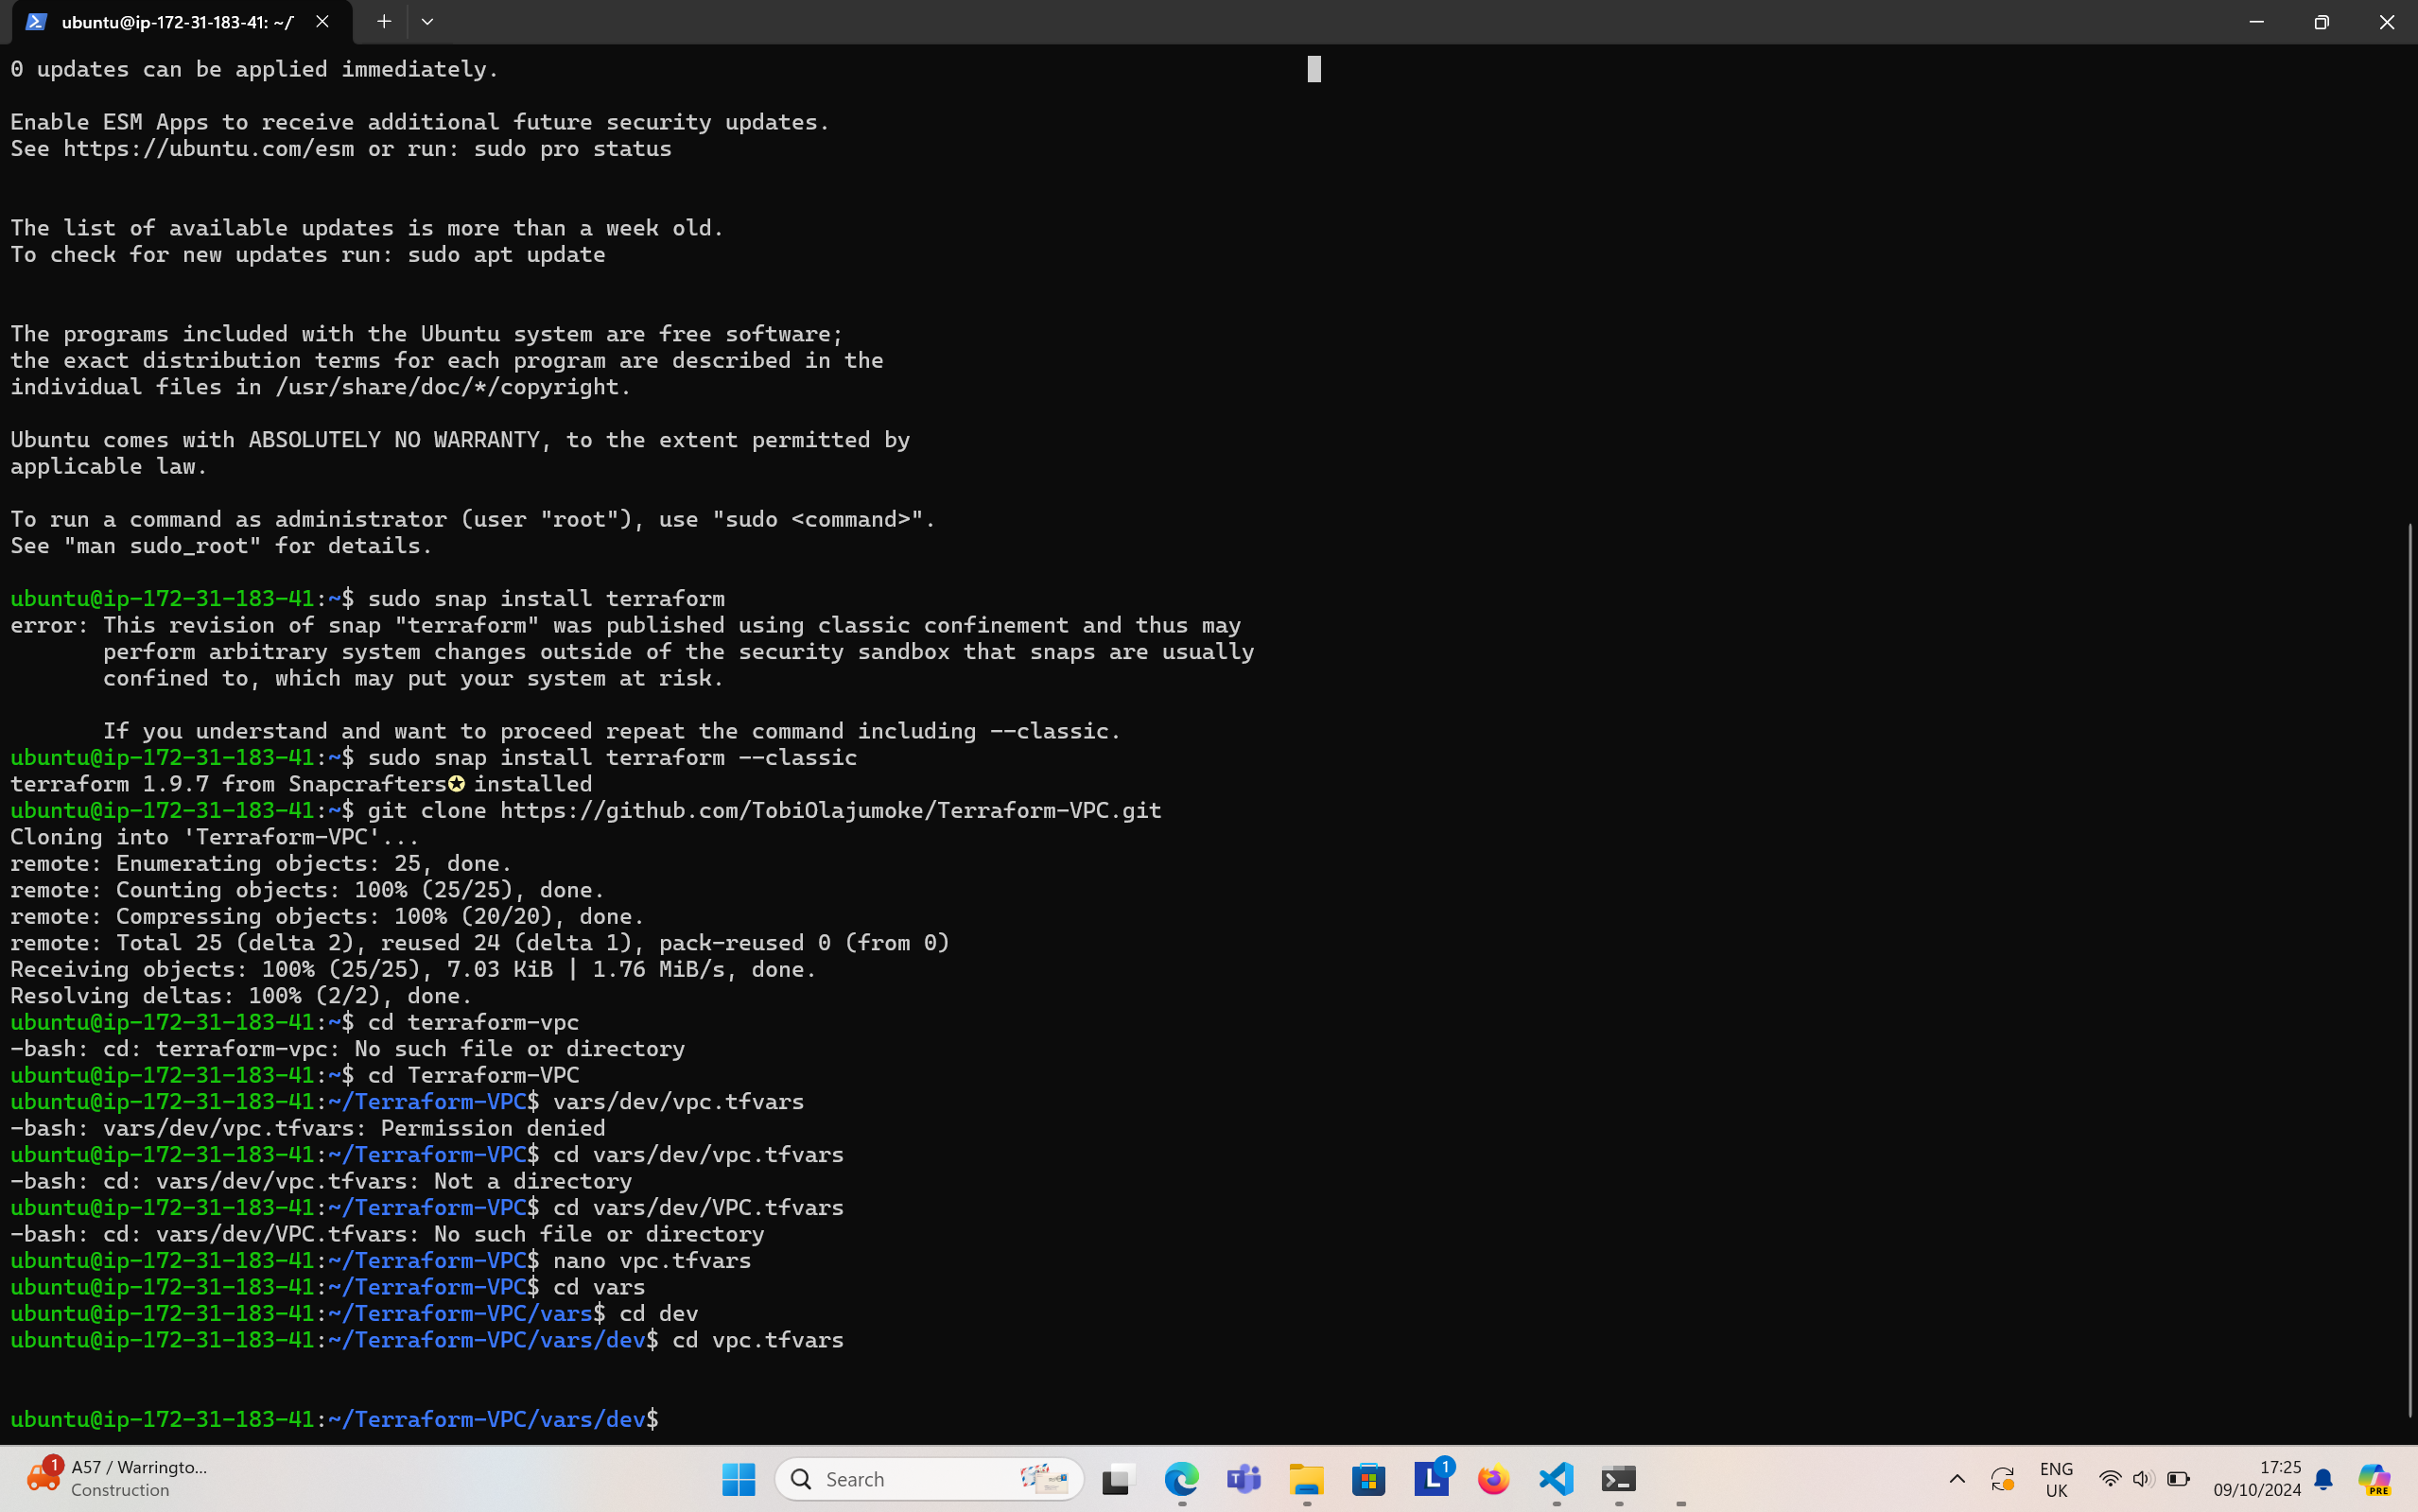 ubuntu@ip-172-31-183-41: ~/
0 updates can be applied immediately.
Enable ESM Apps to receive additional future security updates.
See https://ubuntu.com/esm or run: sudo pro status
The list of available updates is more than a week old.
To check for new updates run: sudo apt update
The programs included with the Ubuntu system are free software;
the exact distribution terms for each program are described in the
individual files in /usr/share/doc/*/copyright.
Ubuntu comes with ABSOLUTELY NO WARRANTY, to the extent permitted by
applicable law.
To run a command as administrator (user "root"), use "sudo <command>".
See "man sudo_root" for details.
ubuntu@ip-172-31-183-41:~$ sudo snap install terraform
error: This revision of snap "terraform" was published using classic confinement and thus may
perform arbitrary system changes outside of the security sandbox that snaps are usually
confined to, which may put your system at risk.
If you understand and want to proceed repeat the command including --classic.
ubuntu@ip-172-31-183-41:~$ sudo snap install terraform --classic
terraform 1.9.7 from Snapcrafters✪ installed
ubuntu@ip-172-31-183-41:~$ git clone https://github.com/TobiOlajumoke/Terraform-VPC.git
Cloning into 'Terraform-VPC'...
remote: Enumerating objects: 25, done.
remote: Counting objects: 100% (25/25), done.
remote: Compressing objects: 100% (20/20), done.
remote: Total 25 (delta 2), reused 24 (delta 1), pack-reused 0 (from 0)
Receiving objects: 100% (25/25), 7.03 KiB | 1.76 MiB/s, done.
Resolving deltas: 100% (2/2), done.
ubuntu@ip-172-31-183-41:~$ cd terraform-vpc
-bash: cd: terraform-vpc: No such file or directory
ubuntu@ip-172-31-183-41:~$ cd Terraform-VPC
ubuntu@ip-172-31-183-41:~/Terraform-VPC$ vars/dev/vpc.tfvars
-bash: vars/dev/vpc.tfvars: Permission denied
ubuntu@ip-172-31-183-41:~/Terraform-VPC$ cd vars/dev/vpc.tfvars
-bash: cd: vars/dev/vpc.tfvars: Not a directory
ubuntu@ip-172-31-183-41:~/Terraform-VPC$ cd vars/dev/VPC.tfvars
-bash: cd: vars/dev/VPC.tfvars: No such file or directory
ubuntu@ip-172-31-183-41:~/Terraform-VPC$ nano vpc.tfvars
ubuntu@ip-172-31-183-41:~/Terraform-VPC$ cd vars
ubuntu@ip-172-31-183-41:~/Terraform-VPC/vars$ cd dev
ubuntu@ip-172-31-183-41:~/Terraform-VPC/vars/dev$ cd vpc.tfvars
ubuntu@ip-172-31-183-41:~/Terraform-VPC/vars/dev$
1
A57 / Warringto...
Construction
Search
L
1
ENG
UK
17:25
09/10/2024
PRE